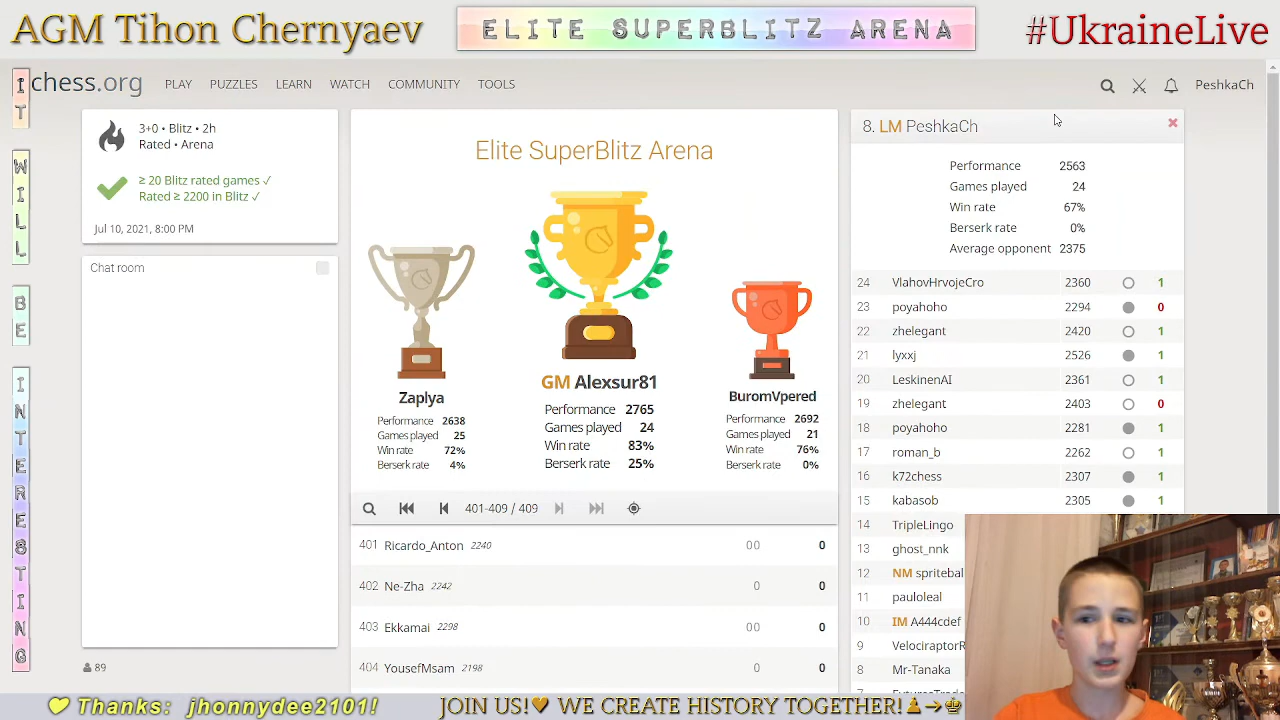 AGM Tihon Chernyaev
ELITE SUPERBLITZ ARENA
#UkraineLive
IT
WILL
BE
INTERESTING
chess.org
PLAY PUZZLES LEARN WATCH COMMUNITY TOOLS
PeshkaCh
3+0 • Blitz • 2h
Rated • Arena
≥ 20 Blitz rated games ✓
Rated ≥ 2200 in Blitz ✓
Jul 10, 2021, 8:00 PM
Chat room
89
Elite SuperBlitz Arena
Zaplya
Performance 2638
Games played 25
Win rate 72%
Berserk rate 4%
GM Alexsur81
Performance 2765
Games played 24
Win rate 83%
Berserk rate 25%
BuromVpered
Performance 2692
Games played 21
Win rate 76%
Berserk rate 0%
401-409 / 409
401 Ricardo_Anton 2240 00 0
402 Ne-Zha 2242 0 0
403 Ekkamai 2298 00 0
404 YousefMsam 2198 0 0
8. LM PeshkaCh
Performance 2563
Games played 24
Win rate 67%
Berserk rate 0%
Average opponent 2375
24 VlahovHrvojeCro 2360 1
23 poyahoho 2294 0
22 zhelegant 2420 1
21 lyxxj 2526 1
20 LeskinenAI 2361 1
19 zhelegant 2403 0
18 poyahoho 2281 1
17 roman_b 2262 1
16 k72chess 2307 1
15 kabasob 2305 1
14 TripleLingo
13 ghost_nnk
12 NM spritebal
11 pauloleal
10 IM A444cdef
9 VelociraptorR
8 Mr-Tanaka
Thanks: jhonnydee2101!
JOIN US! WE CREATE HISTORY TOGETHER!